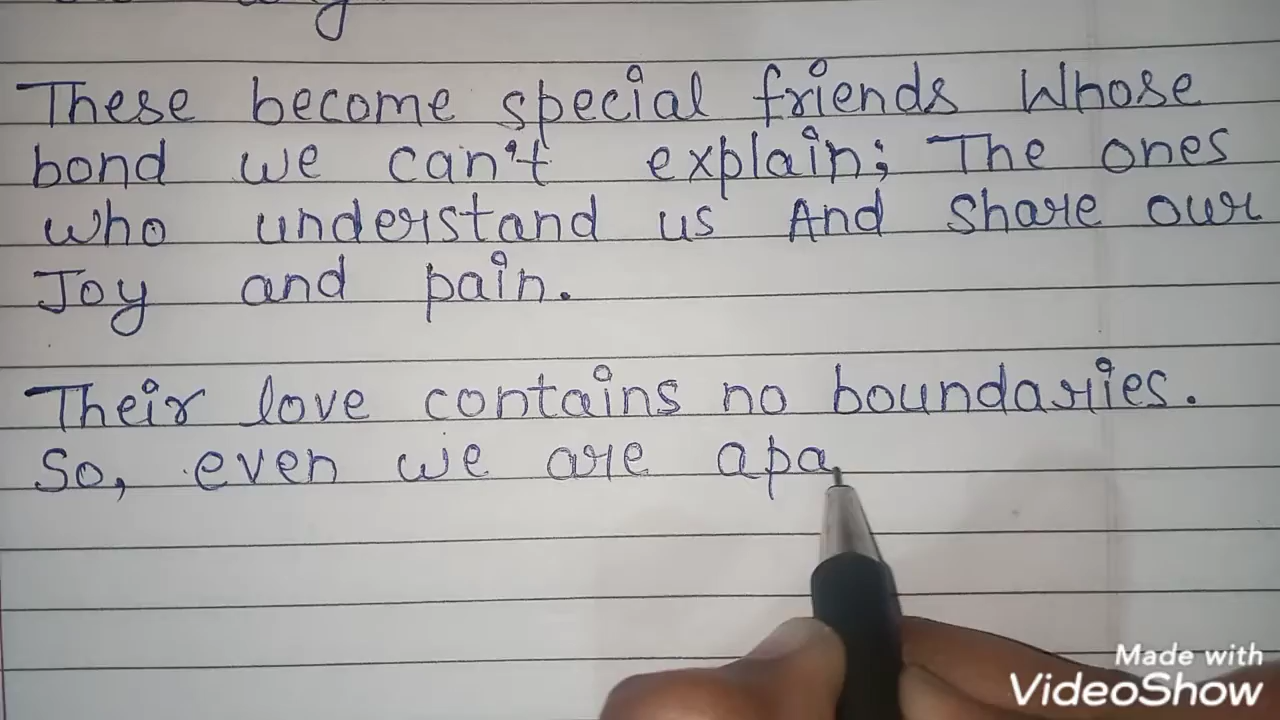 These become special friends Whose
bond we can't explain; The ones
who understand us And share our
Joy and pain.
Their love contains no boundaries.
So, even we are apa
Made with
VideoShow